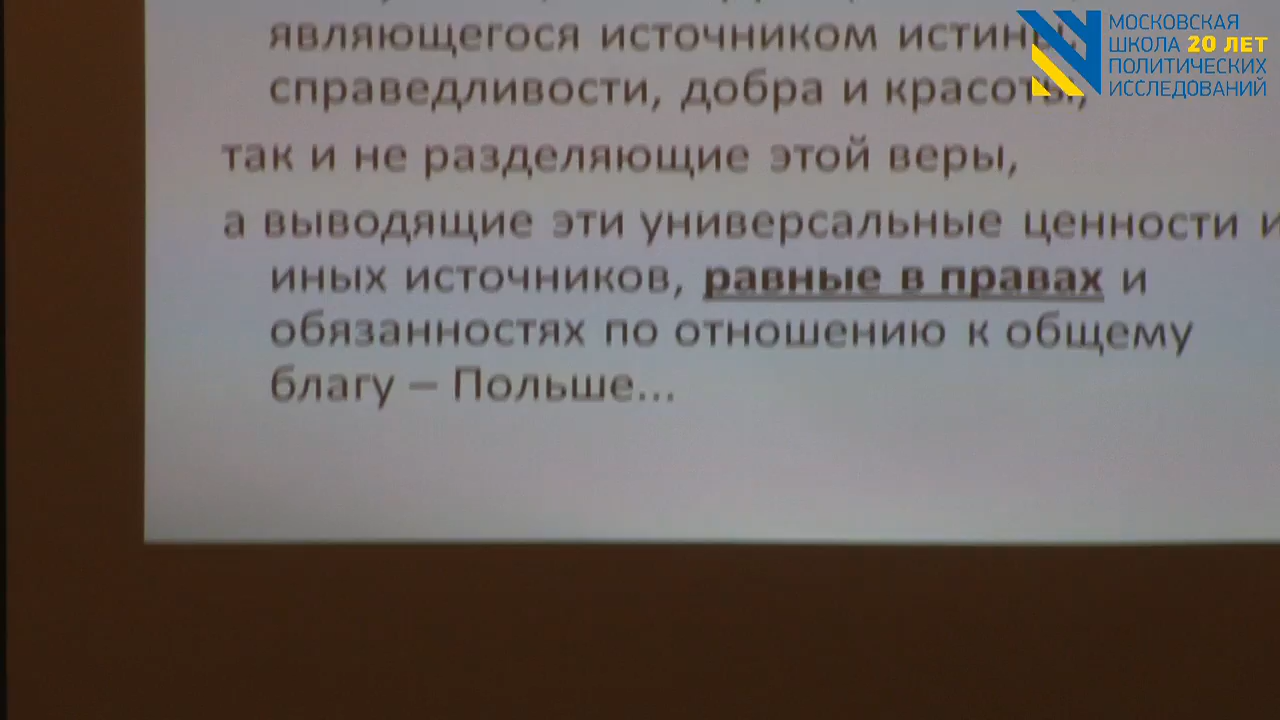 являющегося источником истины,
справедливости, добра и красоты,
так и не разделяющие этой веры,
а выводящие эти универсальные ценности и
иных источников, равные в правах и
обязанностях по отношению к общему
благу – Польше...
МОСКОВСКАЯ
ШКОЛА 20 ЛЕТ
ПОЛИТИЧЕСКИХ
ИССЛЕДОВАНИЙ